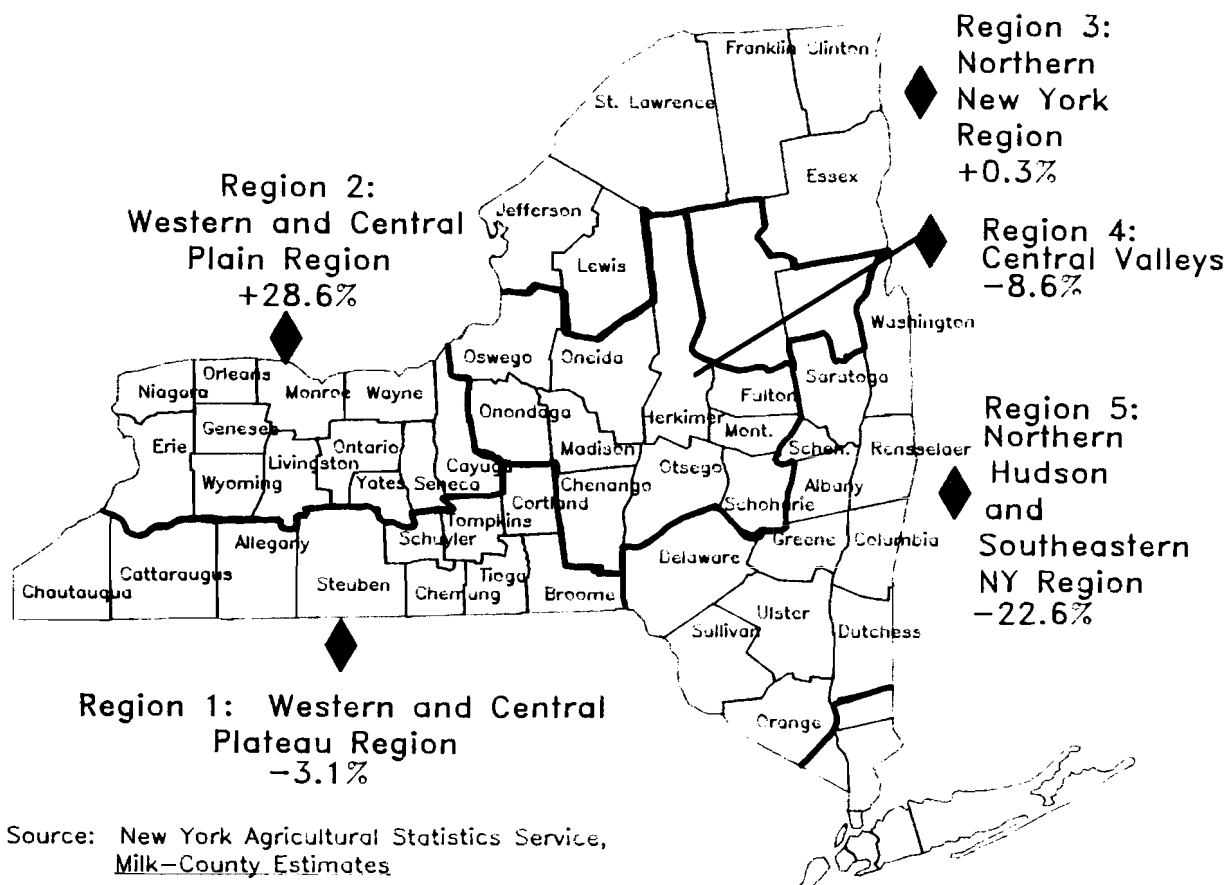 Region 3:
Northern
New York
Region
+0.3%
Region 2:
Western and Central
Plain Region
+28.6%
Region 4:
Central Valleys
-8.6%
Region 5:
Northern
Hudson
and
Southeastern
NY Region
-22.6%
Franklin Clinton
St. Lawrence
Essex
Jefferson
Lewis
Washington
Oswego Oneida
Saratoga
Niagara Orleans Monroe Wayne
Fulton
Onondaga
Herkimer
Genesee
Mont.
Erie Ontario Madison Schen. Rensselaer
Livingston Cayuga Otsego
Wyoming Yates Seneca Chenango Albany
Cortland Schoharie
Tompkins
Allegany Schuyler Greene Columbia
Delaware
Cattaraugus Tioga
Chautauqua Steuben Chemung Broome
Ulster
Sullivan Dutchess
Orange
Region 1: Western and Central
Plateau Region
-3.1%
Source: New York Agricultural Statistics Service,
Milk-County Estimates